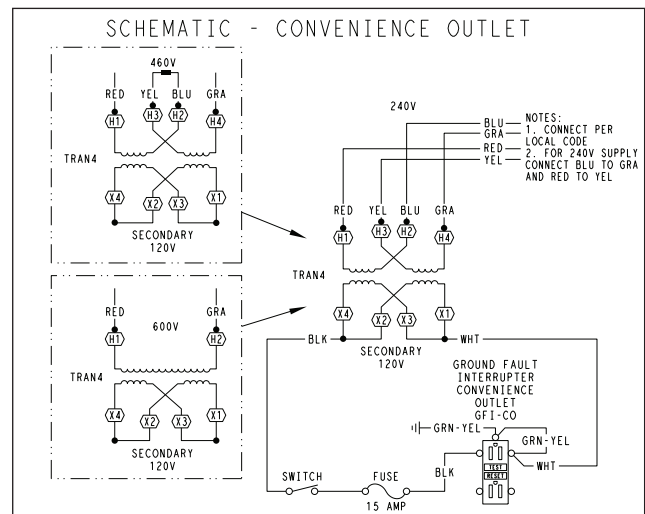 SCHEMATIC - CONVENIENCE OUTLET
460V
RED YEL BLU GRA
H1 H3 H2 H4
TRAN4
X4 X2 X3 X1
SECONDARY
120V
RED GRA
600V
H1 H2
TRAN4
X4 X2 X3 X1
SECONDARY
120V
240V
BLU
GRA
RED
YEL
NOTES:
1. CONNECT PER
LOCAL CODE
2. FOR 240V SUPPLY
CONNECT BLU TO GRA
AND RED TO YEL
RED YEL BLU GRA
H1 H3 H2 H4
TRAN4
X4 X2 X3 X1
BLK
WHT
SECONDARY
120V
GROUND FAULT
INTERRUPTER
CONVENIENCE
OUTLET
GFI-CO
GRN-YEL
GRN-YEL
WHT
TEST
RESET
BLK
SWITCH
FUSE
15 AMP